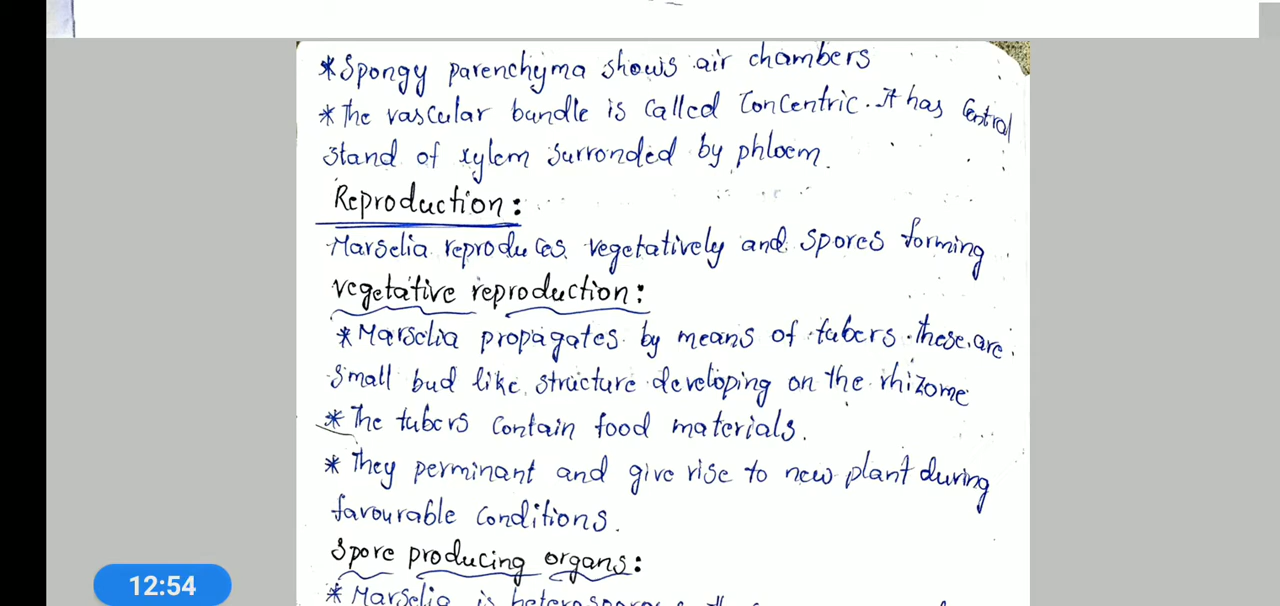 *Spongy parenchyma shows air chambers
*The vascular bundle is called concentric. It has central
stand of xylem surronded by phloem.
Reproduction:
Marselia reproduces vegetatively and spores forming
vegetative reproduction:
*Marselia propagates by means of tubers. these are
small bud like structure developing on the rhizome
*The tubers contain food materials.
*They perminant and give rise to new plant during
favourable conditions.
Spore producing organs:
*Marselia is heterosporous
12:54